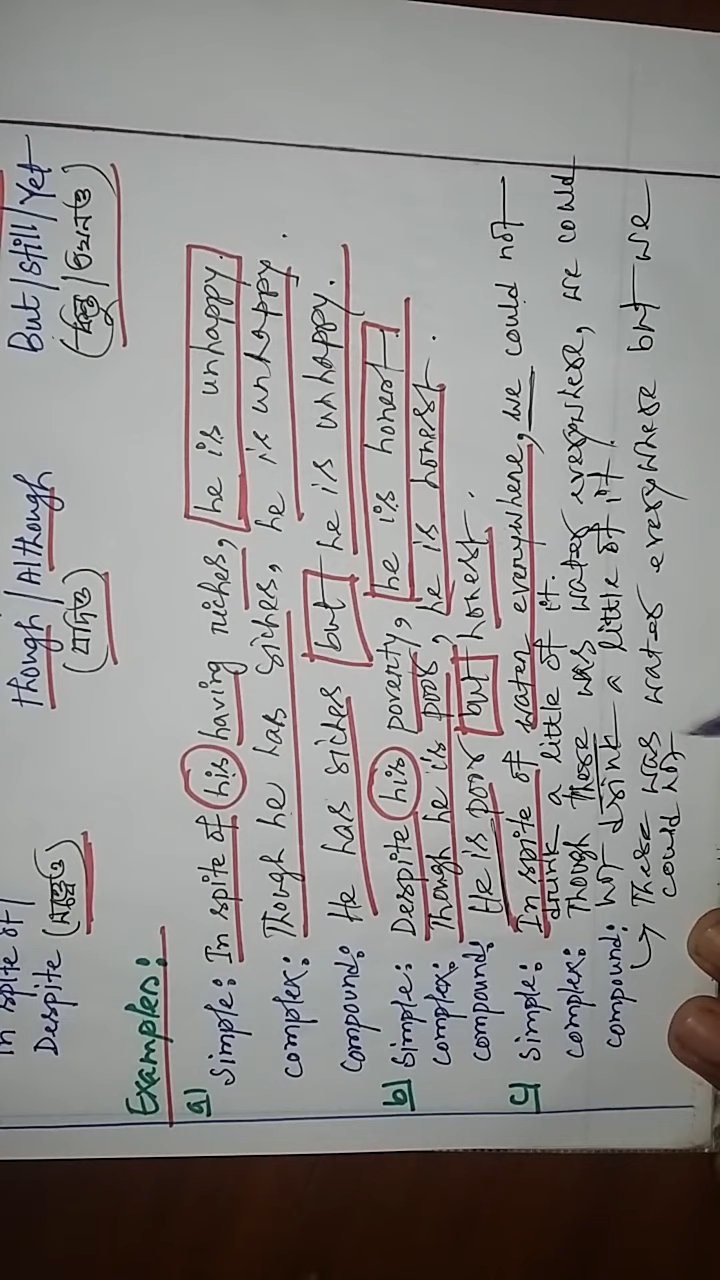 In spite of/ though/Although But/still/Yet
Despite (সত্ত্বেও) (যদিও) (কিন্তু/তথাপিও)
Examples:
a) Simple: In spite of his having riches, he is unhappy.
complex: Though he has riches, he is unhappy.
compound: He has riches but he is unhappy.
b) Simple: Despite his poverty, he is honest.
complex: Though he is poor, he is honest.
compound: He is poor but honest.
c) Simple: In spite of water everywhere, we could not
drink a little of it.
complex: Though there was water everywhere, we could
compound: not drink a little of it.
There was water everywhere but we
could not